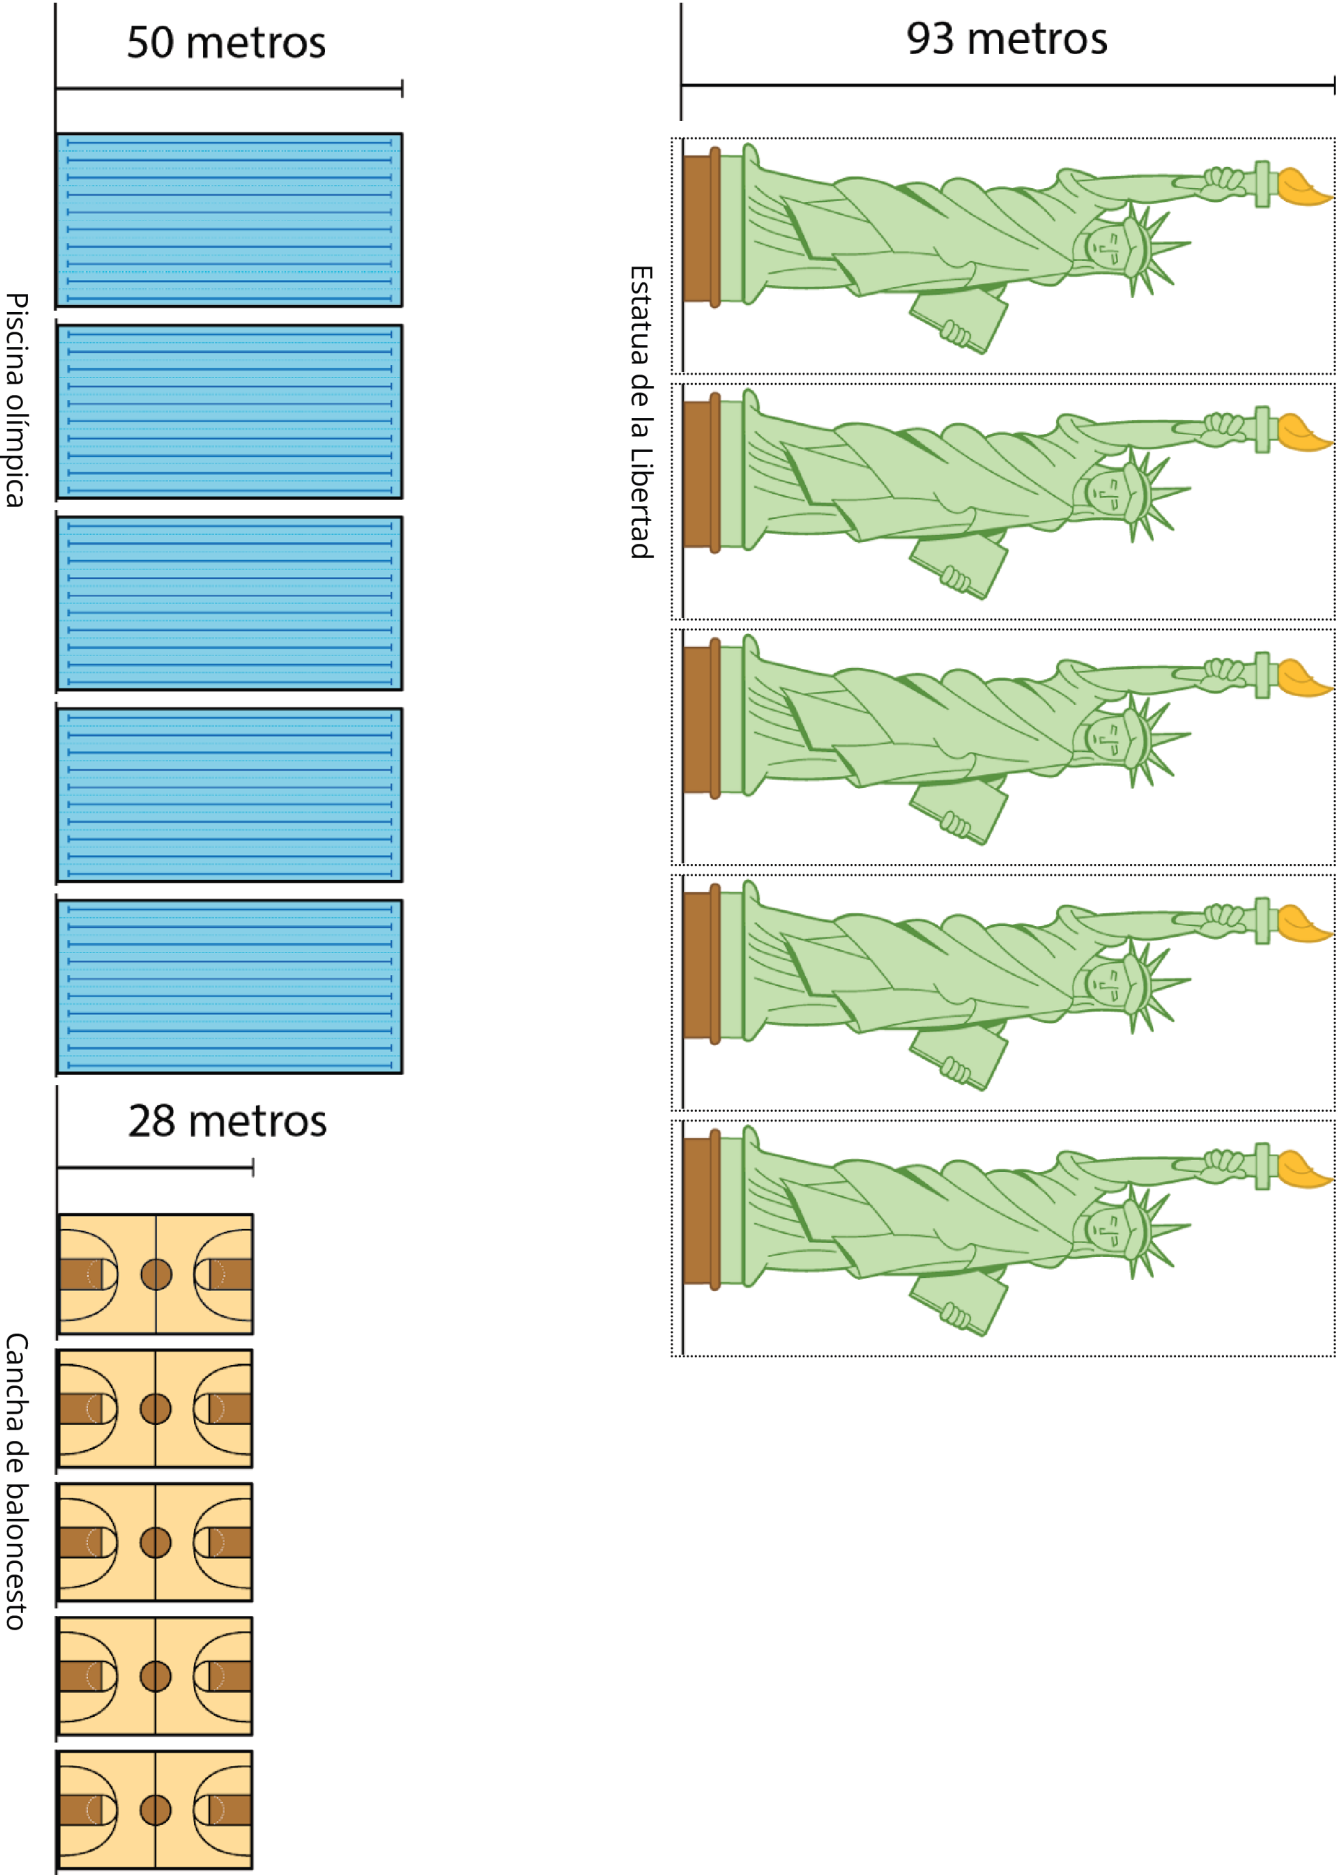 50 metros
Piscina olímpica
28 metros
Cancha de baloncesto
93 metros
Estatua de la Libertad